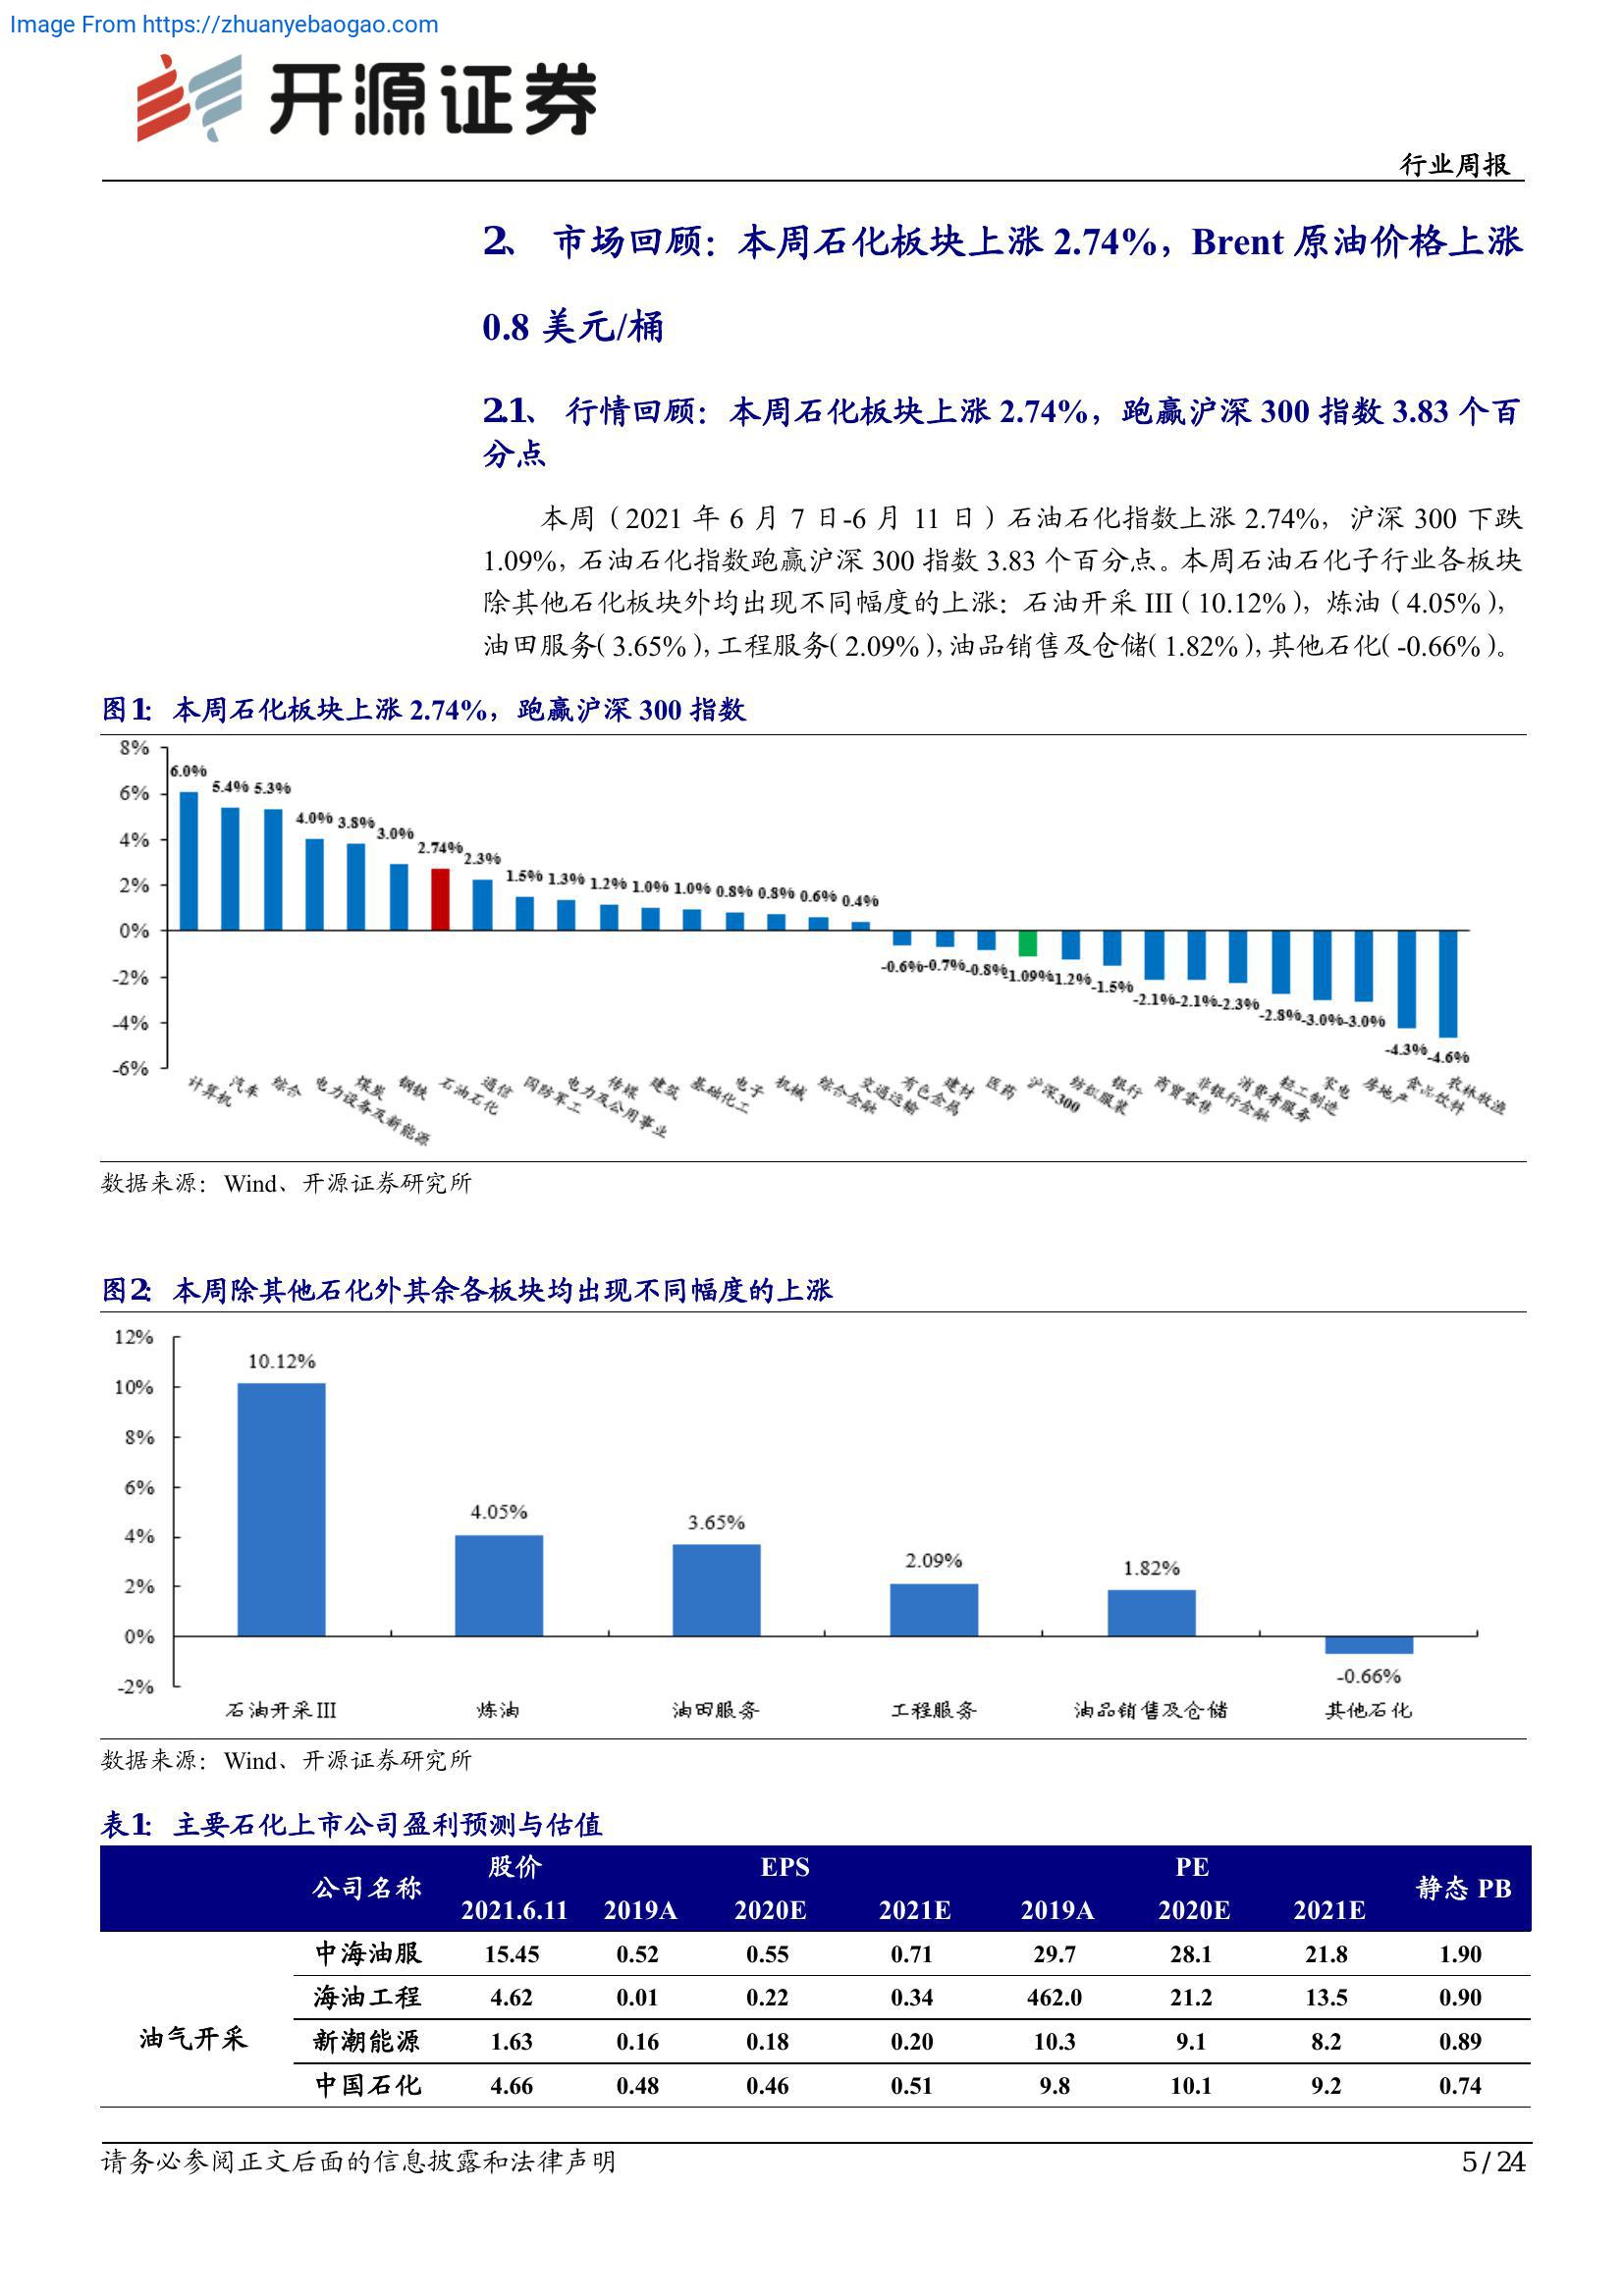 Image From https://zhuanyebaogao.com
开源证券
行业周报
2、 市场回顾：本周石化板块上涨 2.74%，Brent 原油价格上涨
0.8 美元/桶
2.1、 行情回顾：本周石化板块上涨 2.74%，跑赢沪深 300 指数 3.83 个百
分点
本周（2021 年 6 月 7 日-6 月 11 日）石油石化指数上涨 2.74%，沪深 300 下跌
1.09%，石油石化指数跑赢沪深 300 指数 3.83 个百分点。本周石油石化子行业各板块
除其他石化板块外均出现不同幅度的上涨：石油开采 III（10.12%），炼油（4.05%），
油田服务（3.65%），工程服务（2.09%），油品销售及仓储（1.82%），其他石化（-0.66%）。
图1： 本周石化板块上涨 2.74%，跑赢沪深 300 指数
8%
6%
4%
2%
0%
-2%
-4%
-6%
6.0% 5.4% 5.3% 4.0% 3.8% 3.0% 2.74% 2.3% 1.5% 1.3% 1.2% 1.0% 1.0% 0.8% 0.8% 0.6% 0.4%
-0.6% -0.7% -0.8% -1.09% -1.2% -1.5% -2.1% -2.1% -2.3% -2.8% -3.0% -3.0% -4.3% -4.6%
计算机 汽车 综合 电力设备及新能源 煤炭 钢铁 石油石化 通信 国防军工 电力及公用事业 传媒 建筑 基础化工 电子 机械 综合金融 交通运输 有色金属 建材 医药 沪深300 纺织服装 银行 商贸零售 非银行金融 消费者服务 轻工制造 家电 房地产 食品饮料 农林牧渔
数据来源：Wind、开源证券研究所
图2： 本周除其他石化外其余各板块均出现不同幅度的上涨
12%
10%
8%
6%
4%
2%
0%
-2%
10.12% 4.05% 3.65% 2.09% 1.82% -0.66%
石油开采III 炼油 油田服务 工程服务 油品销售及仓储 其他石化
数据来源：Wind、开源证券研究所
表1： 主要石化上市公司盈利预测与估值
公司名称 股价 EPS PE 静态 PB
2021.6.11 2019A 2020E 2021E 2019A 2020E 2021E
油气开采
中海油服 15.45 0.52 0.55 0.71 29.7 28.1 21.8 1.90
海油工程 4.62 0.01 0.22 0.34 462.0 21.2 13.5 0.90
新潮能源 1.63 0.16 0.18 0.20 10.3 9.1 8.2 0.89
中国石化 4.66 0.48 0.46 0.51 9.8 10.1 9.2 0.74
请务必参阅正文后面的信息披露和法律声明
5 / 24